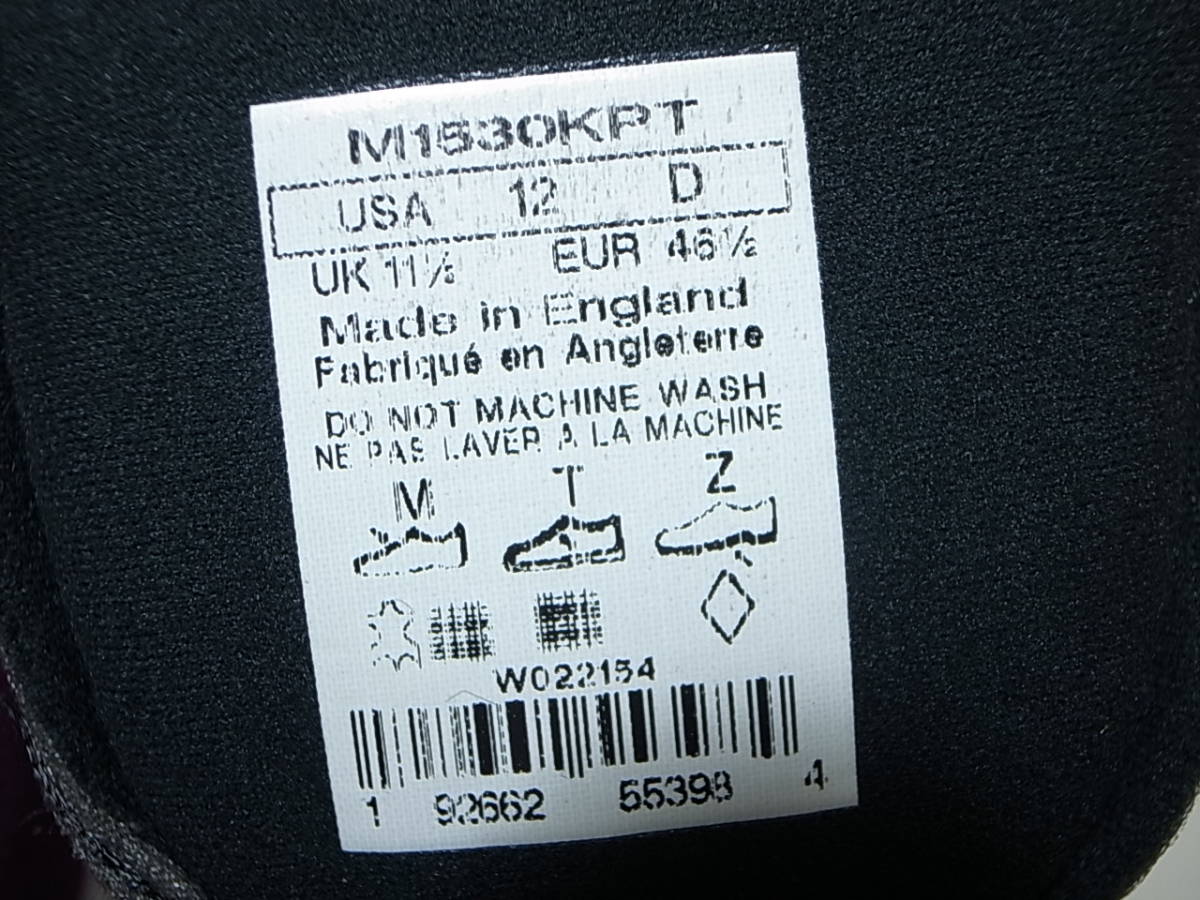 M1530KPT
USA 12 D
UK 11½ EUR 46½
Made in England
Fabriqué en Angleterre
DO NOT MACHINE WASH
NE PAS LAVER A LA MACHINE
M T Z
W022154
1 92662 55398 4